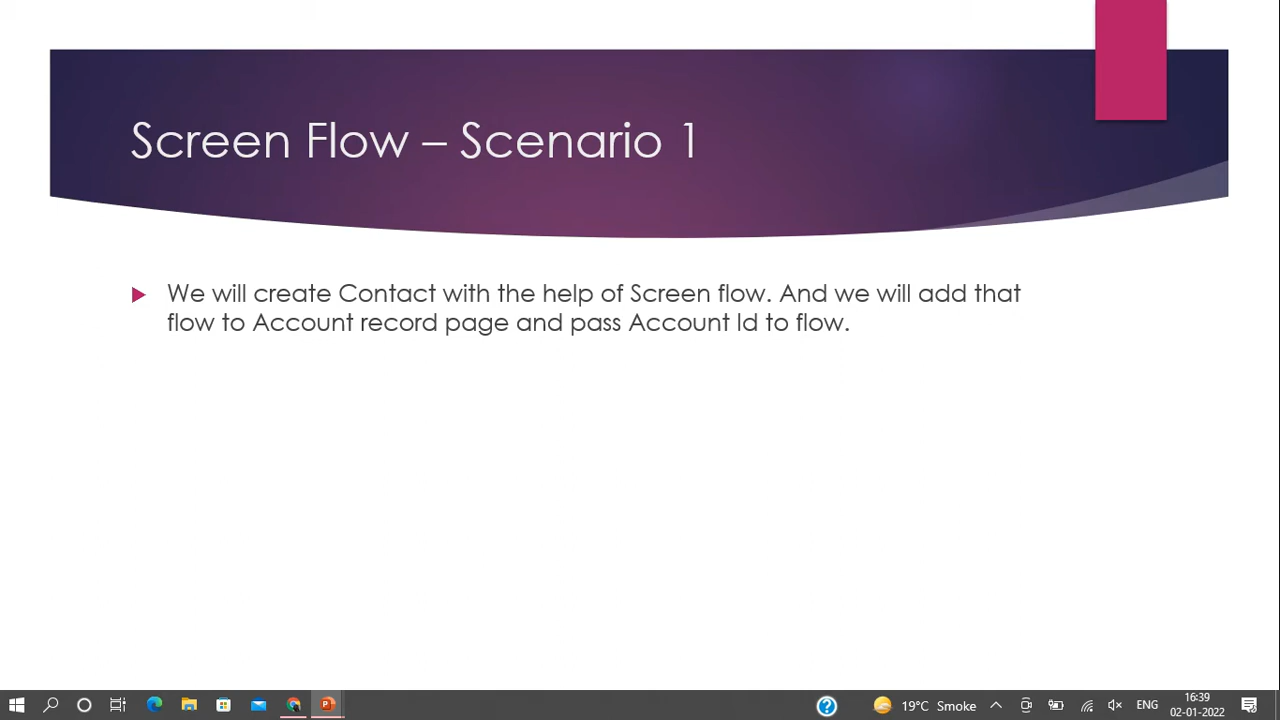 Screen Flow – Scenario 1
We will create Contact with the help of Screen flow. And we will add that
flow to Account record page and pass Account Id to flow.
19°C Smoke
ENG
16:39
02-01-2022